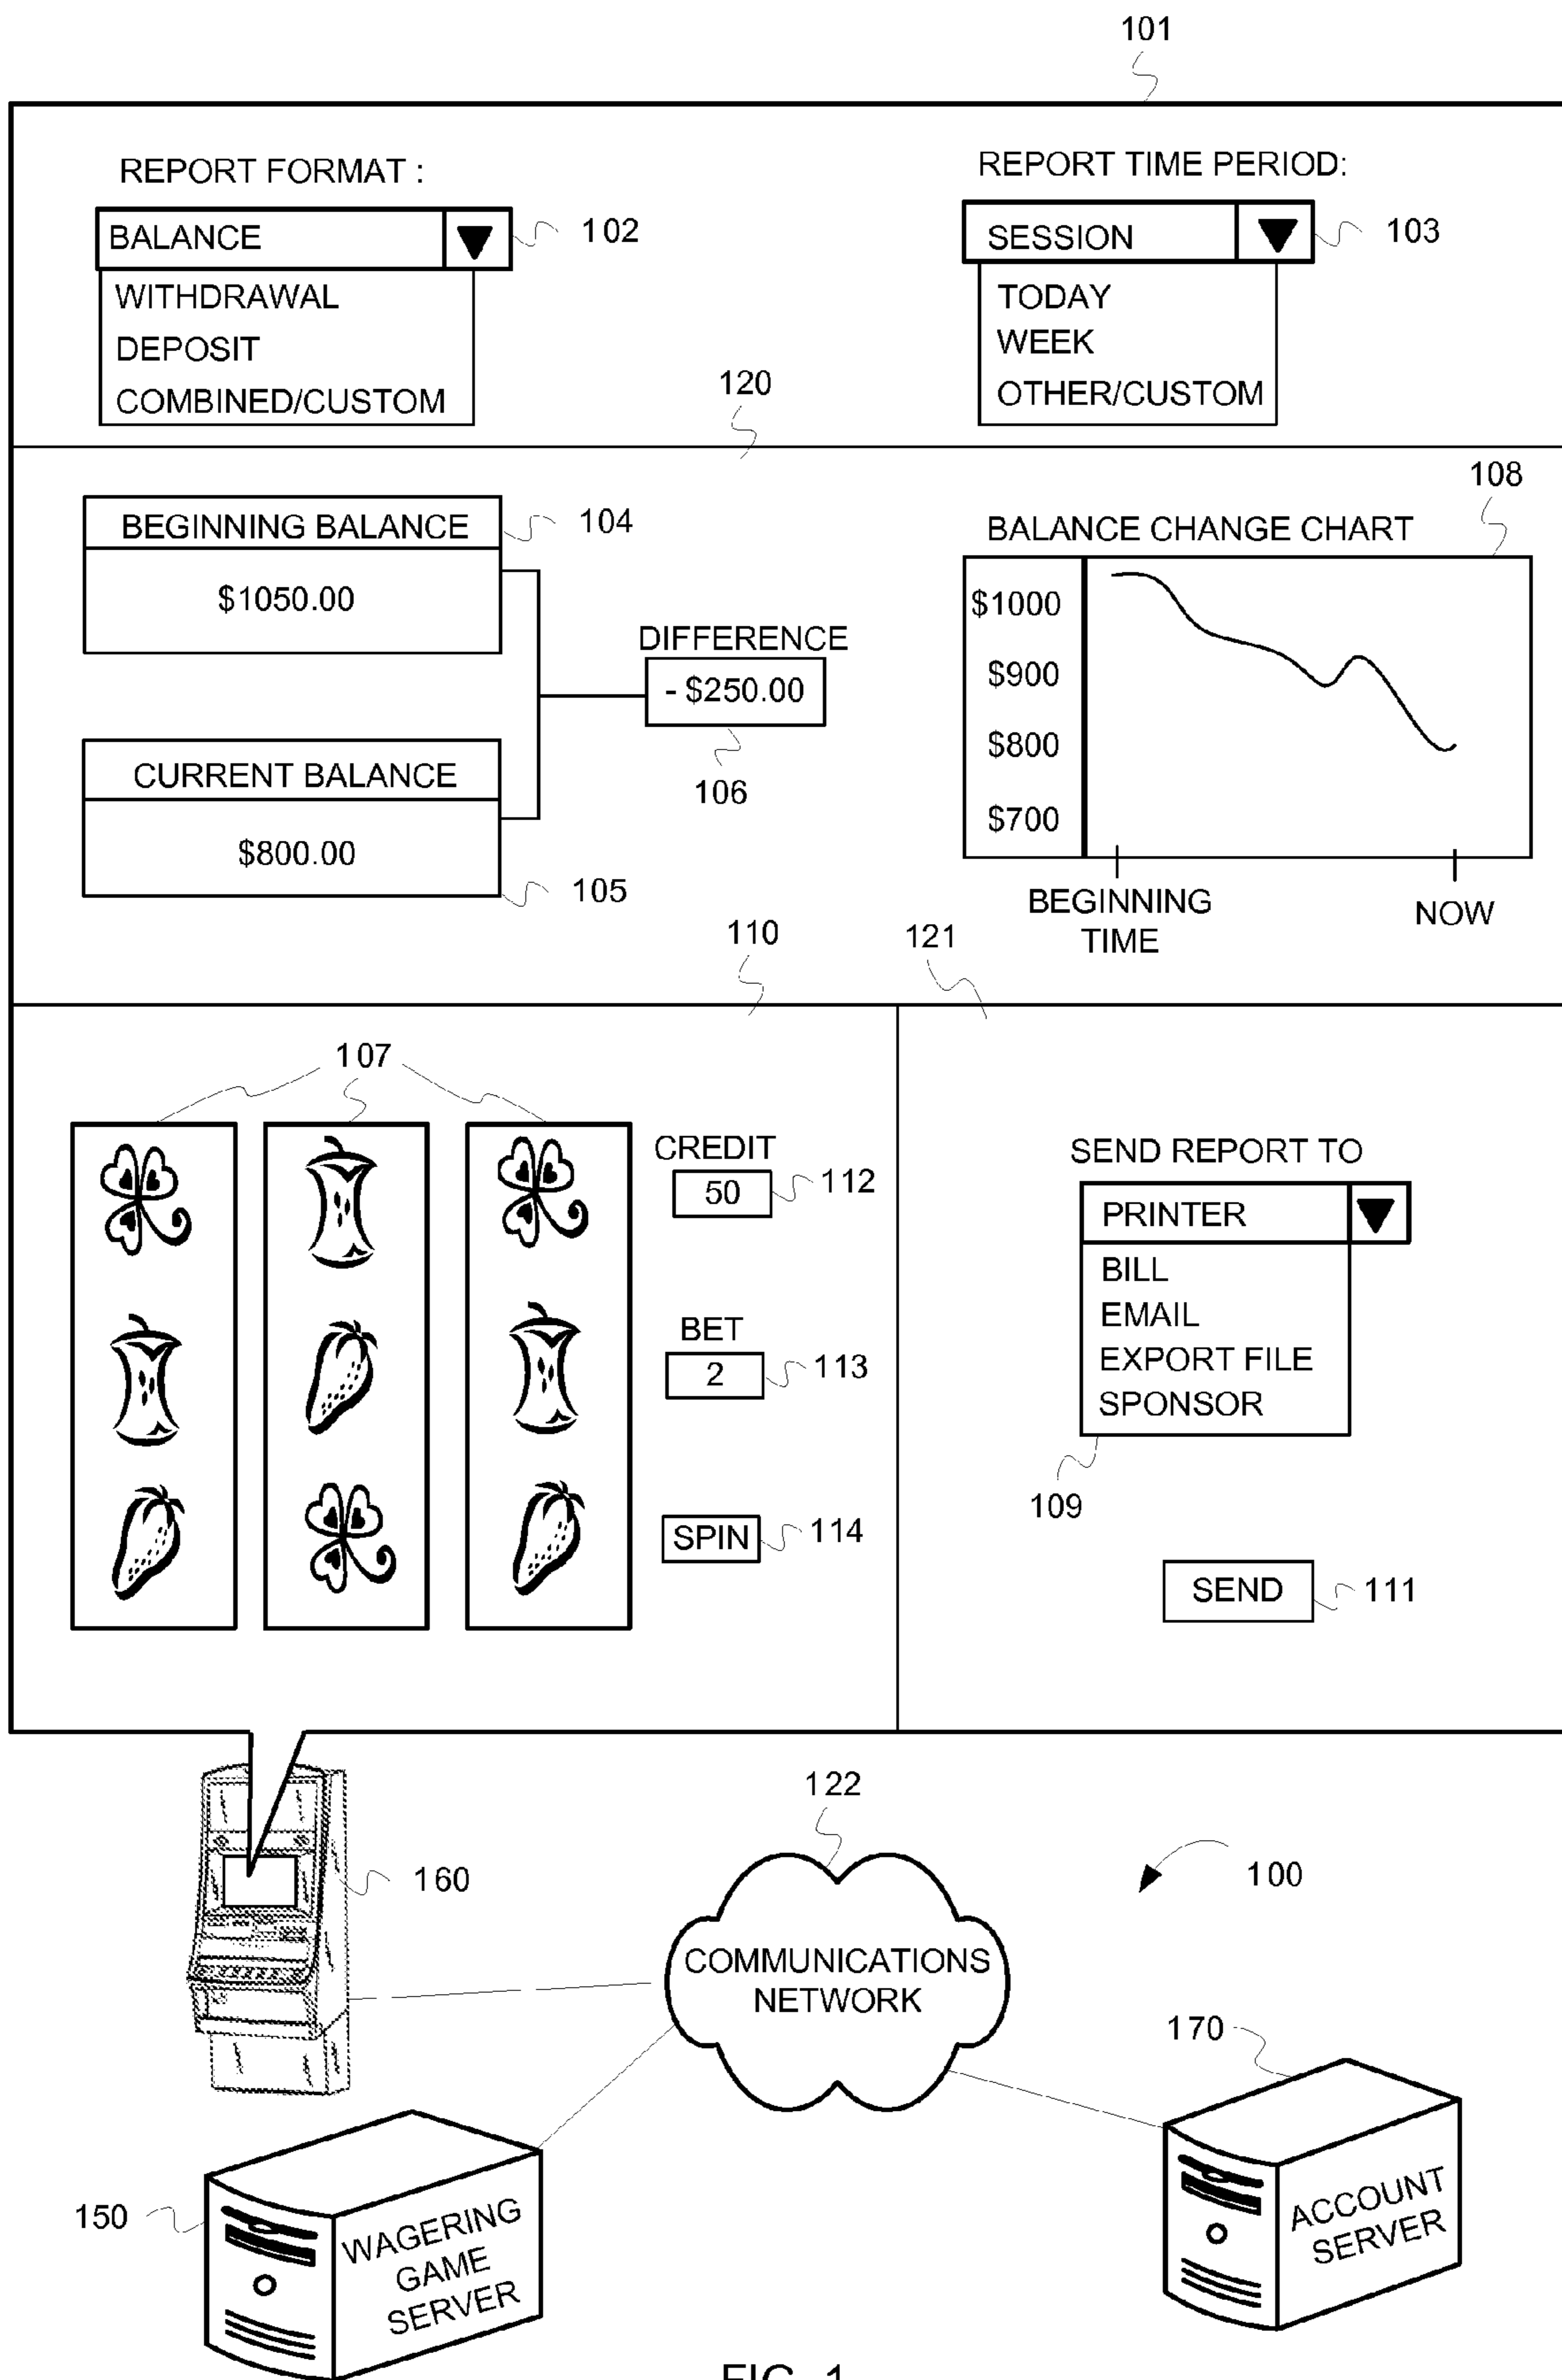 101
REPORT FORMAT :
BALANCE
102
WITHDRAWAL
DEPOSIT
COMBINED/CUSTOM
REPORT TIME PERIOD:
SESSION
103
TODAY
WEEK
OTHER/CUSTOM
120
BEGINNING BALANCE
104
$1050.00
DIFFERENCE
- $250.00
106
CURRENT BALANCE
$800.00
105
108
BALANCE CHANGE CHART
$1000
$900
$800
$700
BEGINNING
TIME
NOW
110
121
107
CREDIT
50
112
BET
2
113
SPIN
114
SEND REPORT TO
PRINTER
BILL
EMAIL
EXPORT FILE
SPONSOR
109
SEND
111
160
122
COMMUNICATIONS
NETWORK
100
170
ACCOUNT
SERVER
150
WAGERING
GAME
SERVER
FIG. 1